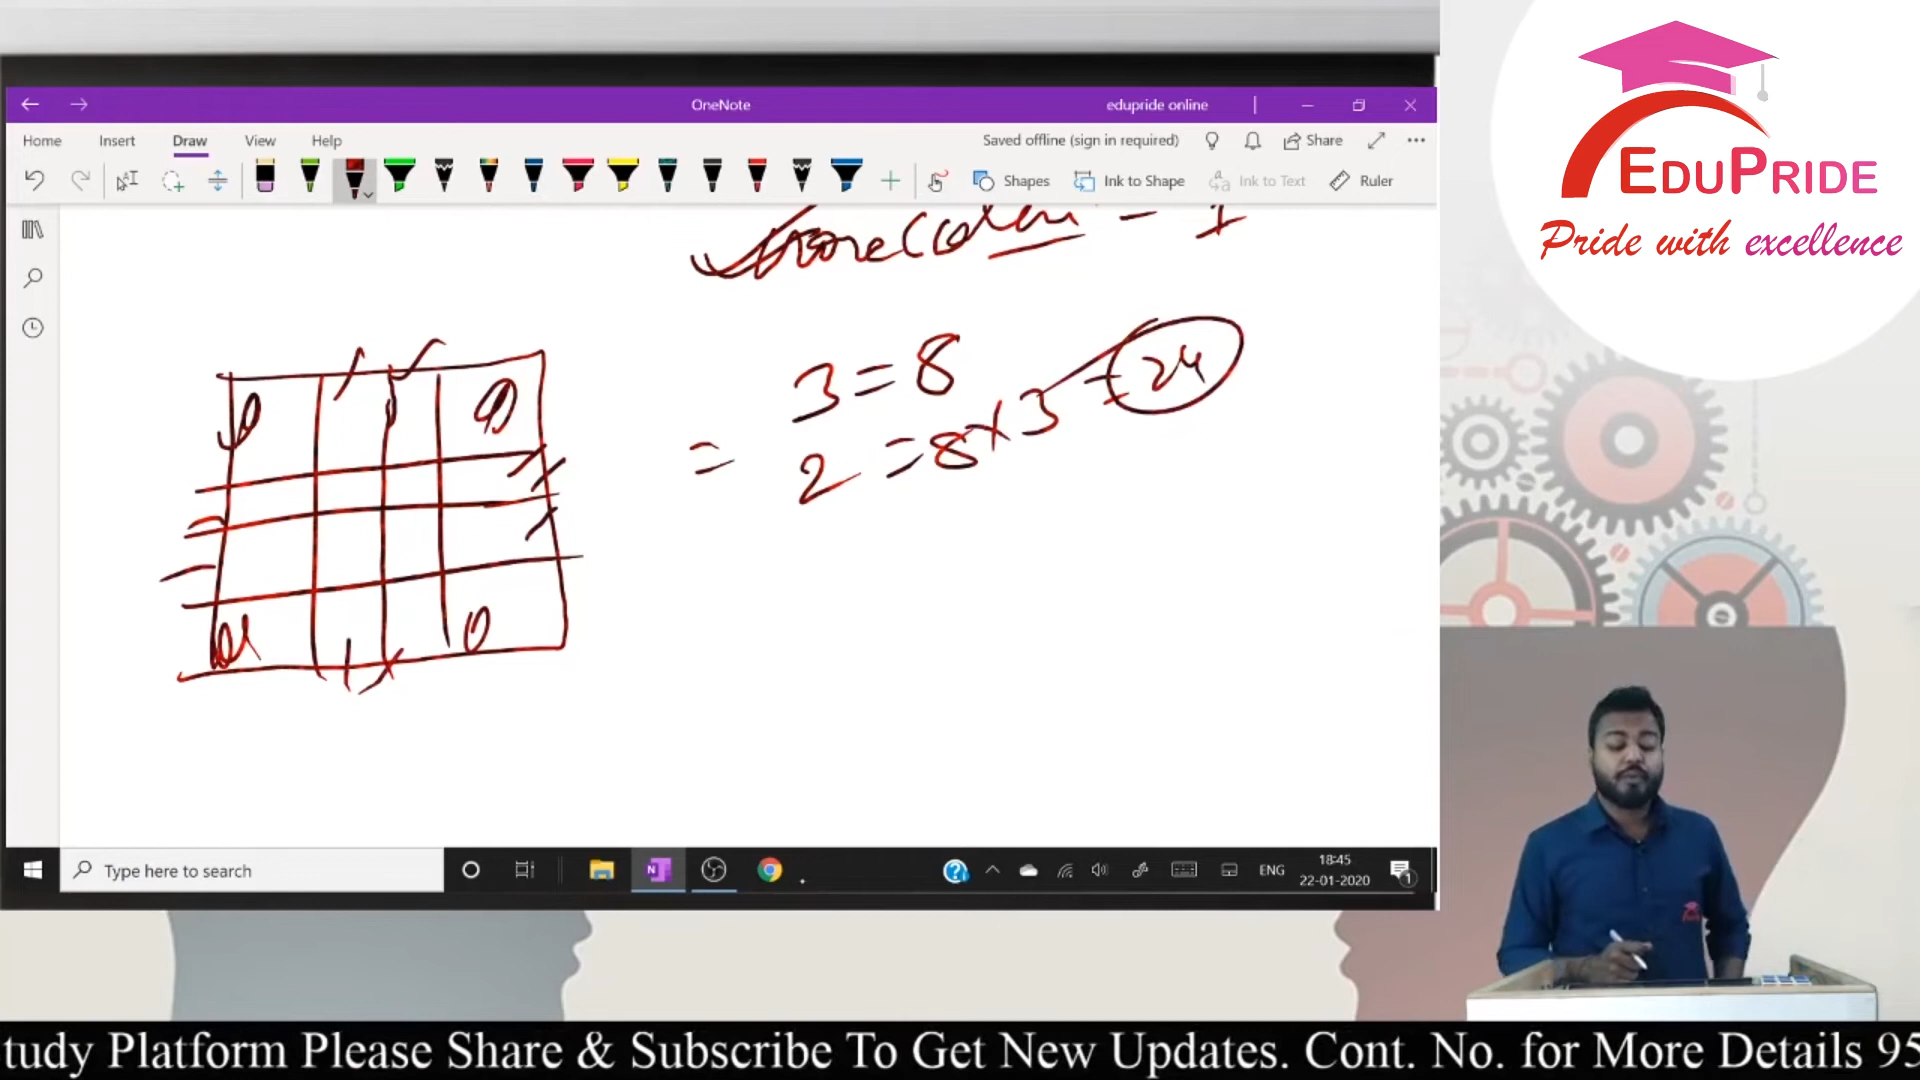 OneNote
edupride online
Home Insert Draw View Help
Saved offline (sign in required)
Share
Shapes
Ink to Shape
Ink to Text
Ruler
EDUPRIDE
Pride with excellence
- 1
3 = 8
2 = 8 x 3 = 24
=
Type here to search
ENG
18:45
22-01-2020
1
tudy Platform Please Share & Subscribe To Get New Updates. Cont. No. for More Details 95